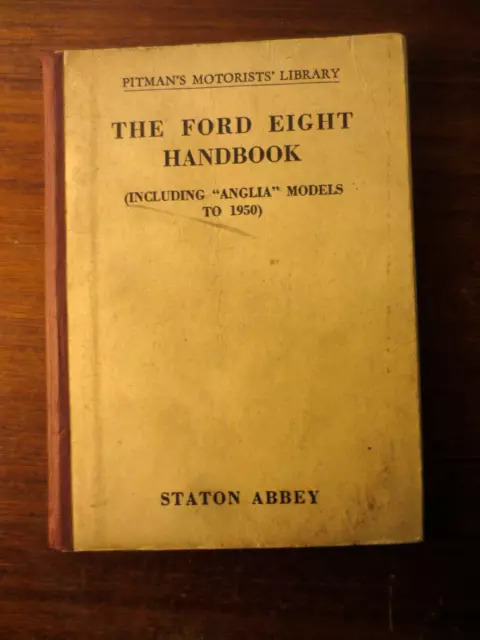 PITMAN'S MOTORISTS' LIBRARY
THE FORD EIGHT
HANDBOOK
(INCLUDING "ANGLIA" MODELS
TO 1950)
STATON ABBEY